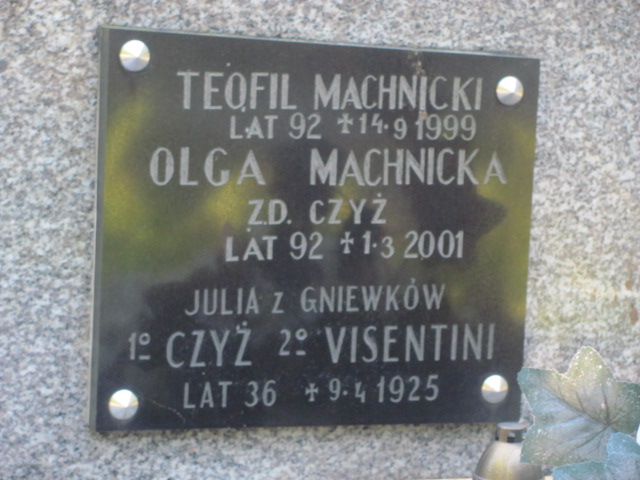 TEOFIL MACHNICKI
LAT 92 ✝14.9 1999
OLGA MACHNICKA
Z.D. CZYŻ
LAT 92 ✝1.3 2001
JULIA Z GNIEWKÓW
1º CZYŻ 2º VISENTINI
LAT 36 ✝9.4 1925